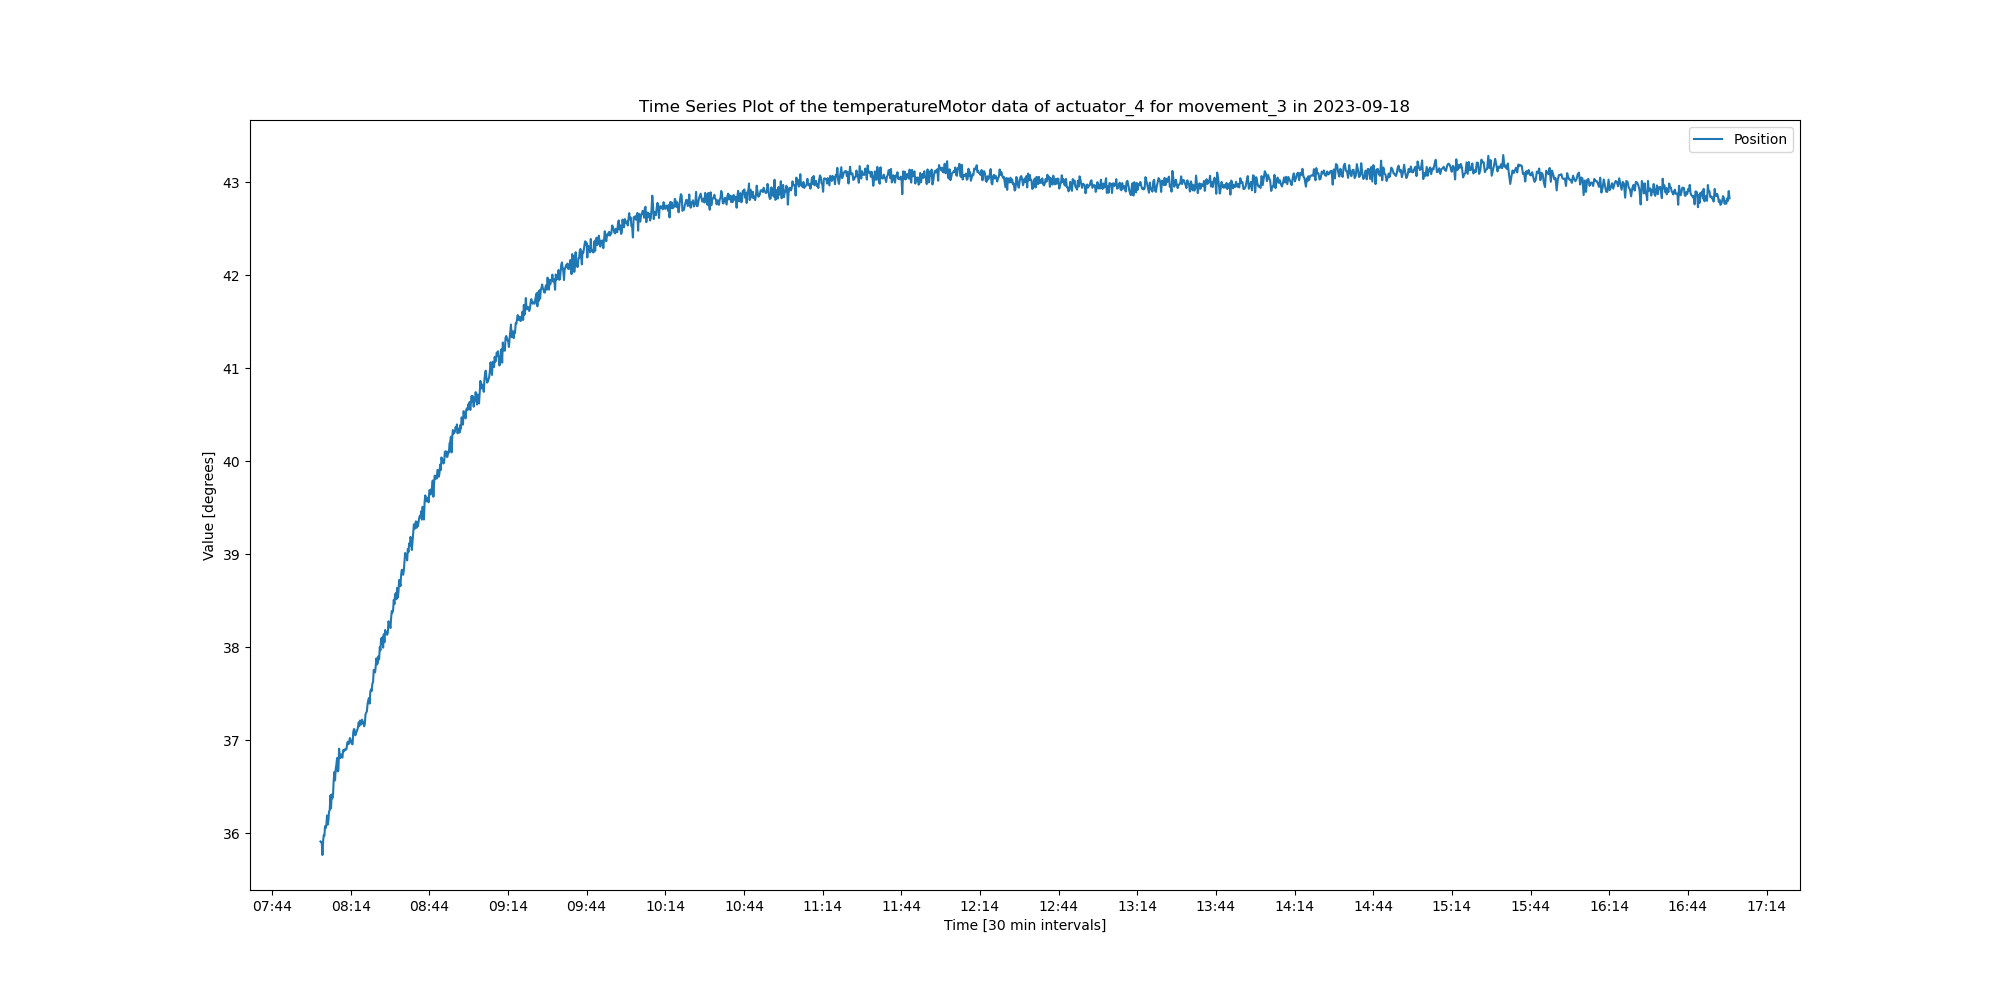 Time Series Plot of the temperatureMotor data of actuator_4 for movement_3 in 2023-09-18
Position
43
42
41
40
39
38
37
36
Value [degrees]
07:44 08:14 08:44 09:14 09:44 10:14 10:44 11:14 11:44 12:14 12:44 13:14 13:44 14:14 14:44 15:14 15:44 16:14 16:44 17:14
Time [30 min intervals]